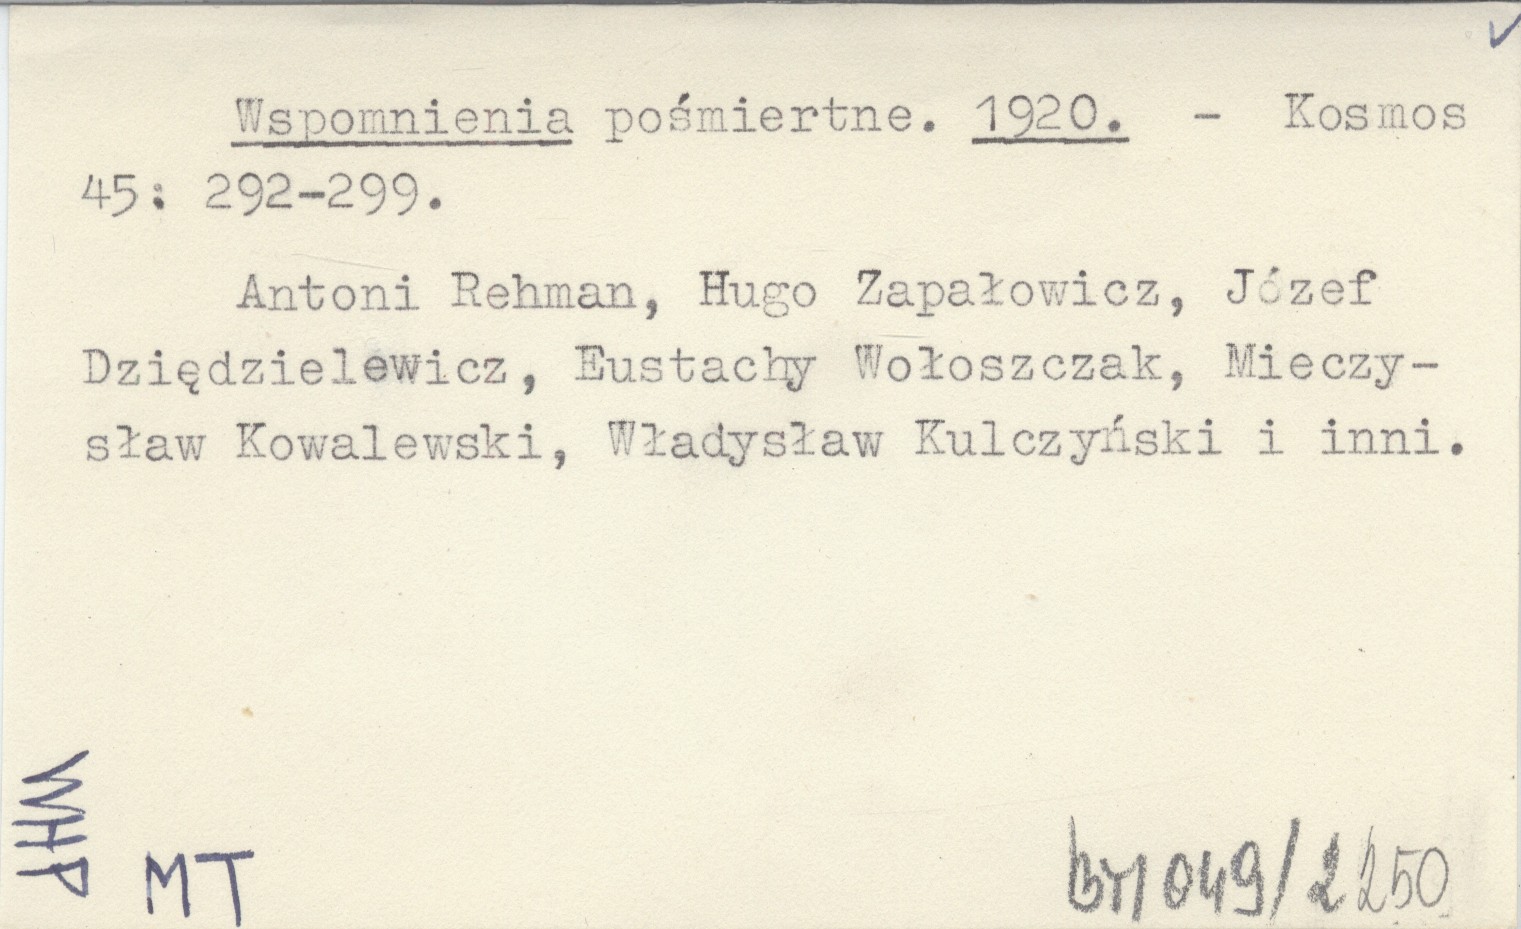 Wspomnienia pośmiertne. 1920. - Kosmos
45: 292-299.
Antoni Rehman, Hugo Zapałowicz, Józef
Dziędzielewicz, Eustachy Wołoszczak, Mieczy-
sław Kowalewski, Władysław Kulczyński i inni.
WHP
MT
049/2250